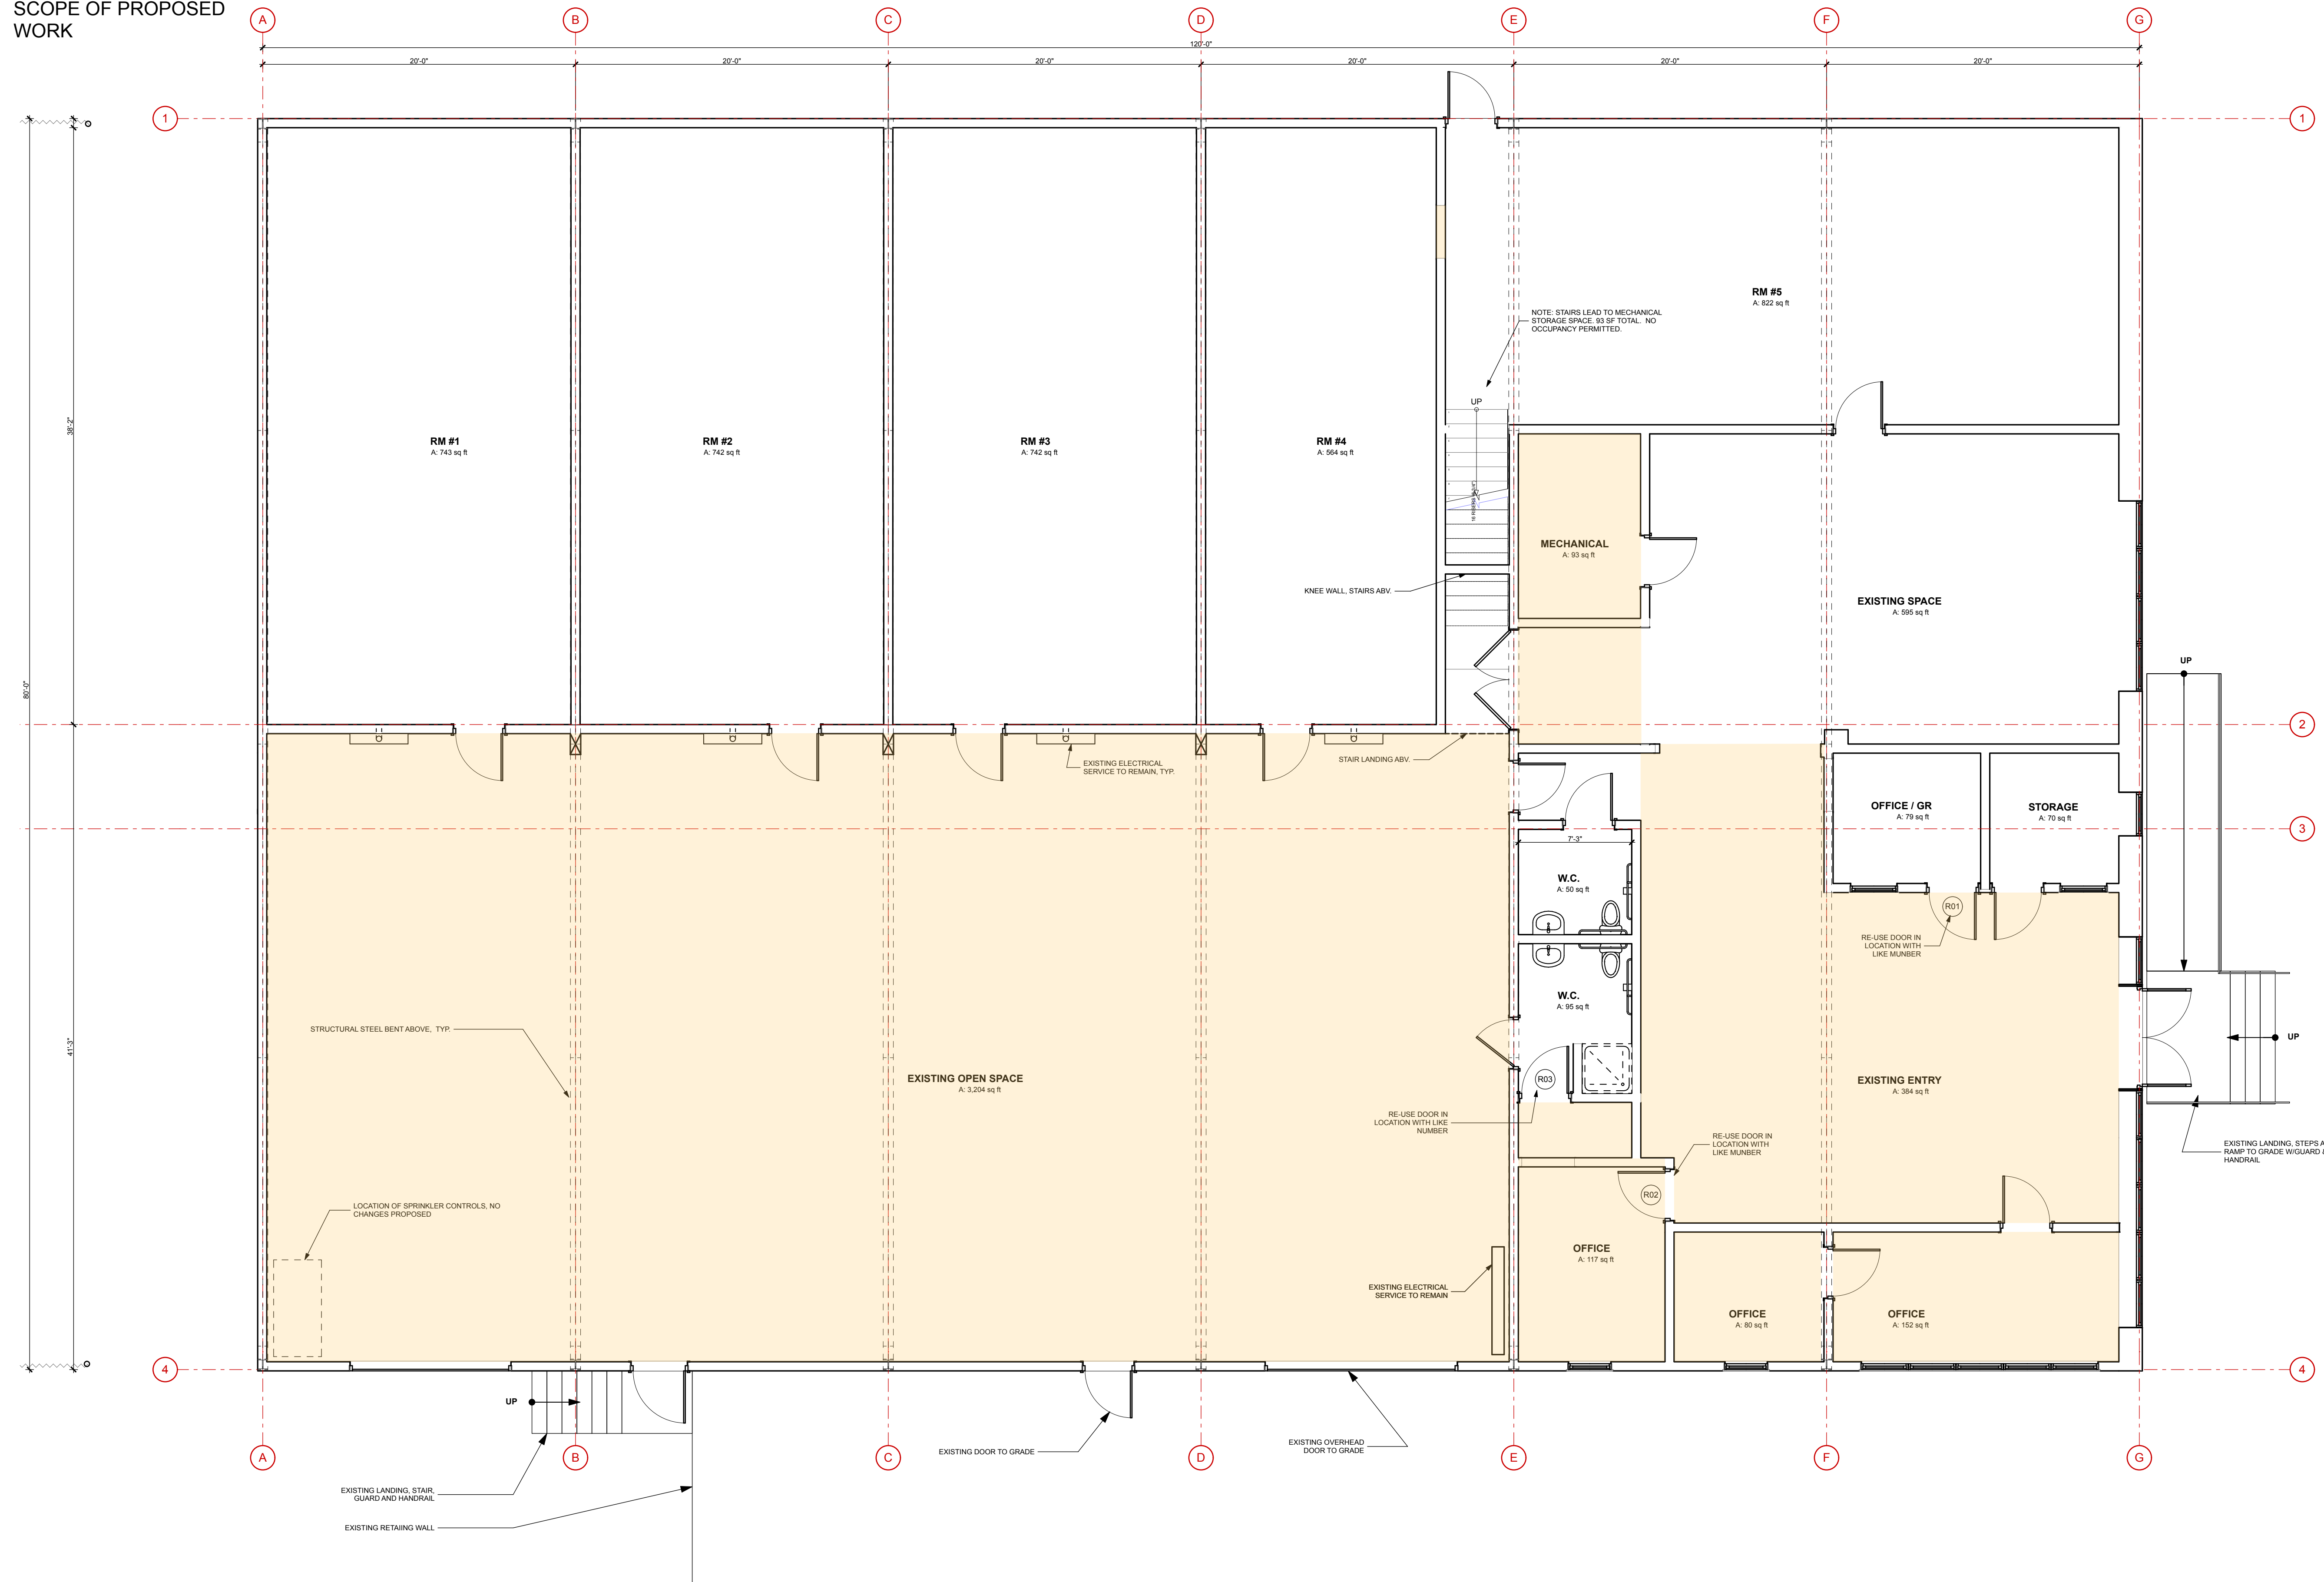 SCOPE OF PROPOSED
WORK
A
B
C
D
E
F
G
120'-0"
20'-0"
20'-0"
20'-0"
20'-0"
20'-0"
20'-0"
1
1
RM #5
A: 822 sq ft
NOTE: STAIRS LEAD TO MECHANICAL
STORAGE SPACE. 93 SF TOTAL. NO
OCCUPANCY PERMITTED.
UP
38'-2"
RM #1
A: 743 sq ft
RM #2
A: 742 sq ft
RM #3
A: 742 sq ft
RM #4
A: 564 sq ft
MECHANICAL
A: 93 sq ft
KNEE WALL, STAIRS ABV.
EXISTING SPACE
A: 595 sq ft
80'-0"
UP
2
EXISTING ELECTRICAL
SERVICE TO REMAIN, TYP.
STAIR LANDING ABV.
OFFICE / GR
A: 79 sq ft
STORAGE
A: 70 sq ft
3
7'-3"
W.C.
A: 50 sq ft
R01
RE-USE DOOR IN
LOCATION WITH
LIKE MUNBER
W.C.
A: 95 sq ft
STRUCTURAL STEEL BENT ABOVE, TYP.
41'-3"
UP
EXISTING OPEN SPACE
A: 3,204 sq ft
R03
EXISTING ENTRY
A: 384 sq ft
RE-USE DOOR IN
LOCATION WITH LIKE
NUMBER
RE-USE DOOR IN
LOCATION WITH
LIKE MUNBER
EXISTING LANDING, STEPS A
RAMP TO GRADE W/GUARD &
HANDRAIL
R02
LOCATION OF SPRINKLER CONTROLS, NO
CHANGES PROPOSED
OFFICE
A: 117 sq ft
EXISTING ELECTRICAL
SERVICE TO REMAIN
OFFICE
A: 80 sq ft
OFFICE
A: 152 sq ft
4
4
UP
EXISTING DOOR TO GRADE
EXISTING OVERHEAD
DOOR TO GRADE
A
B
C
D
E
F
G
EXISTING LANDING, STAIR,
GUARD AND HANDRAIL
EXISTING RETAIING WALL